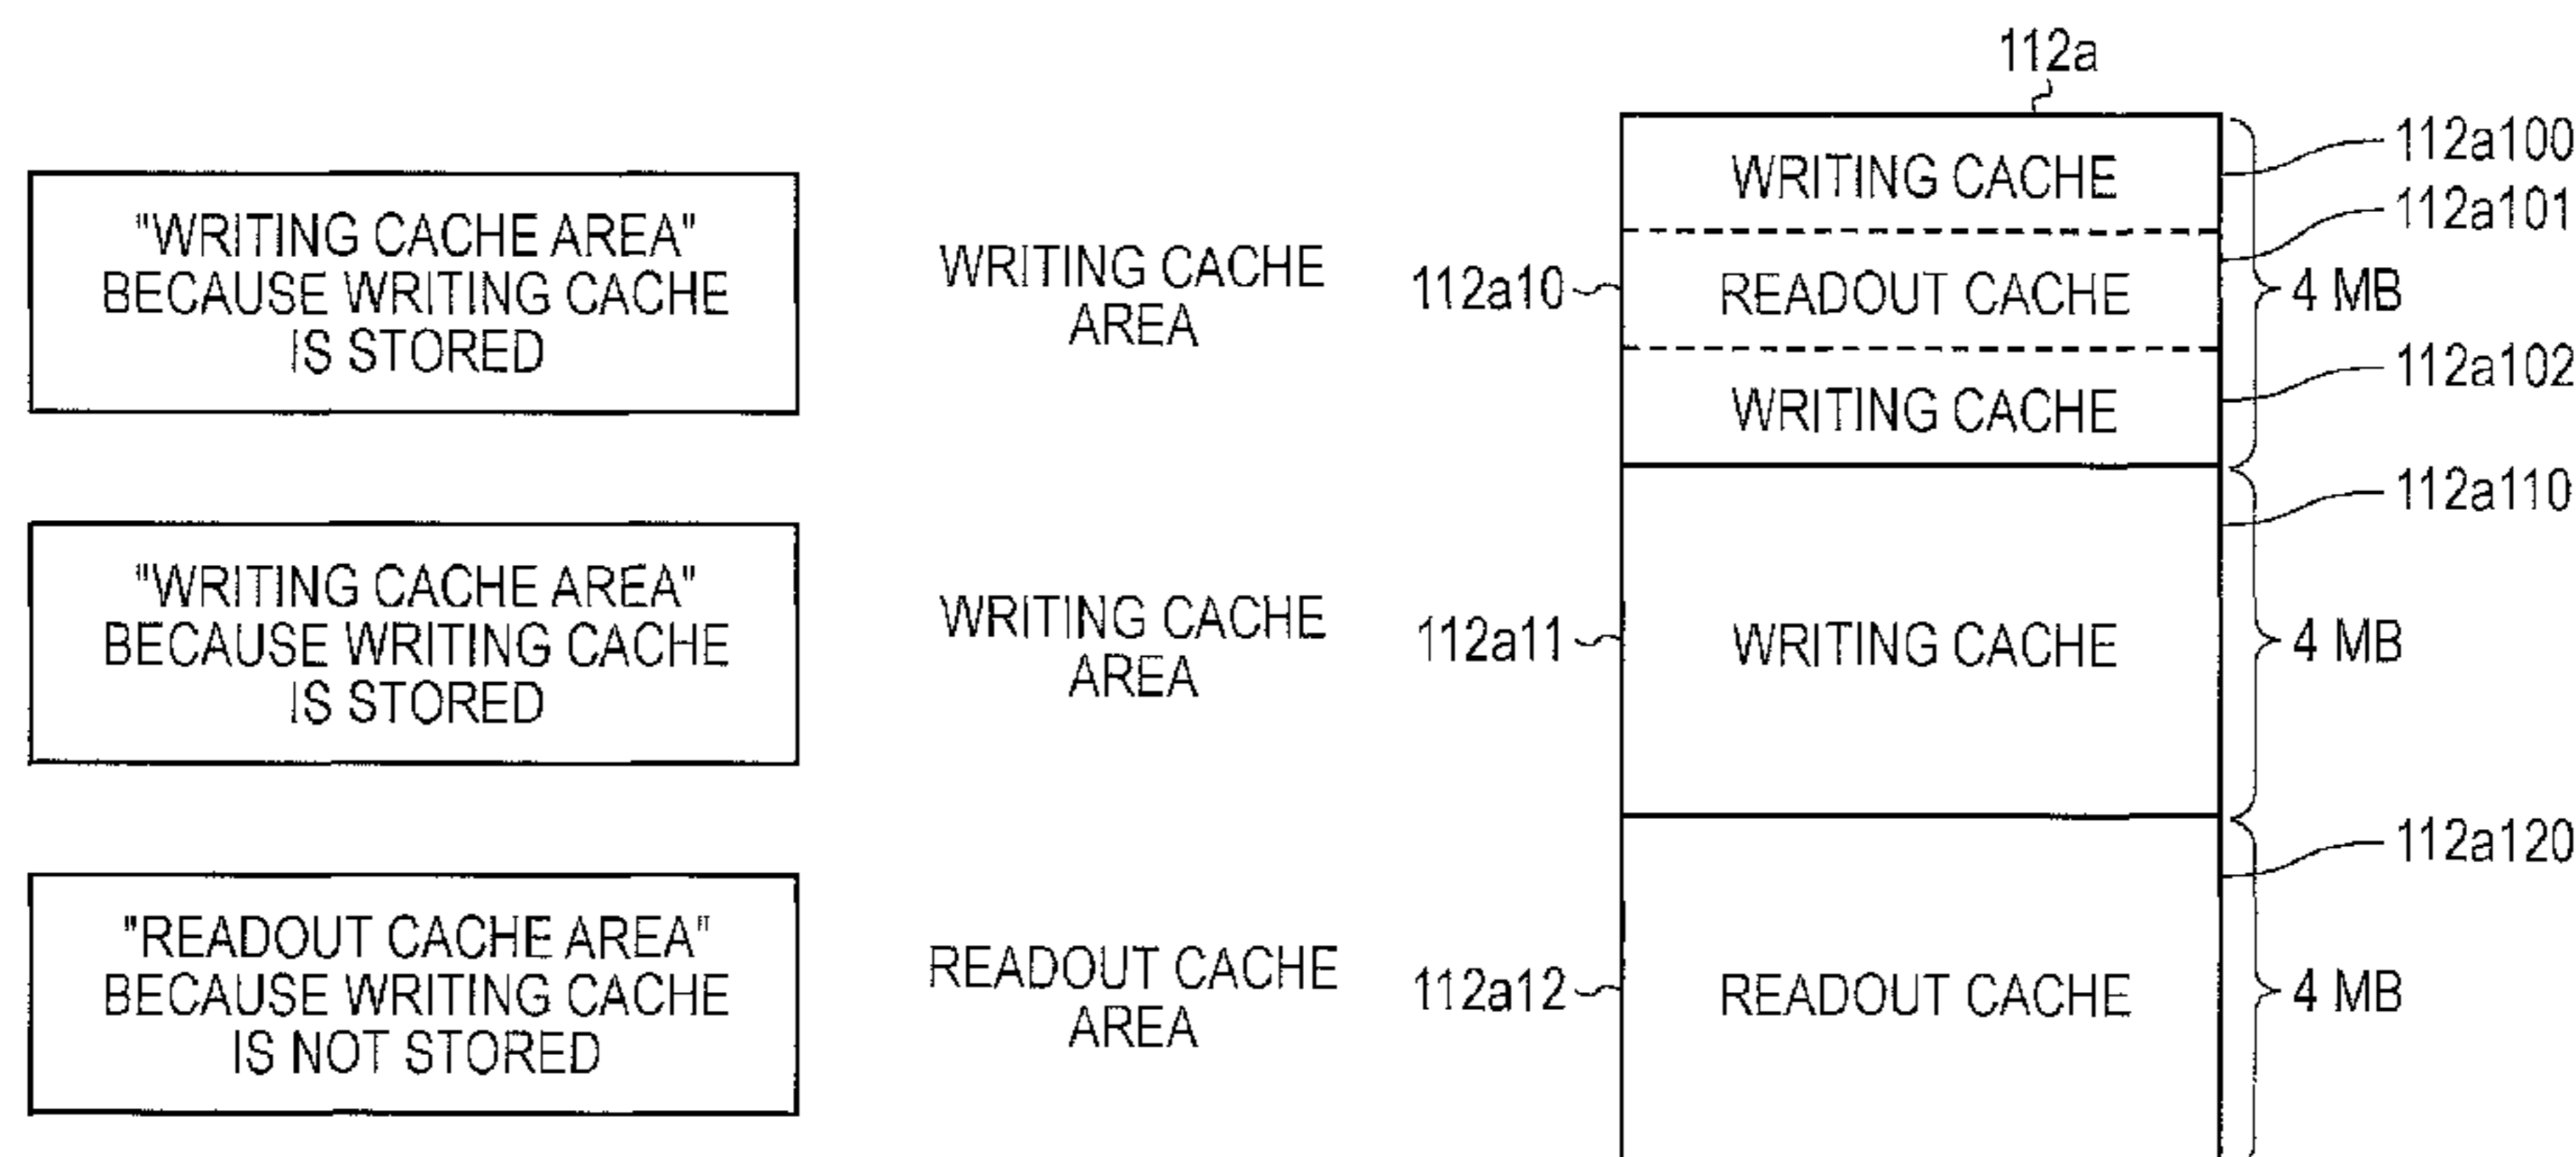 112a
"WRITING CACHE AREA"
BECAUSE WRITING CACHE
IS STORED
WRITING CACHE
AREA
112a10
WRITING CACHE
READOUT CACHE
WRITING CACHE
112a100
112a101
4 MB
112a102
"WRITING CACHE AREA"
BECAUSE WRITING CACHE
IS STORED
WRITING CACHE
AREA
112a11
WRITING CACHE
112a110
4 MB
"READOUT CACHE AREA"
BECAUSE WRITING CACHE
IS NOT STORED
READOUT CACHE
AREA
112a12
READOUT CACHE
112a120
4 MB